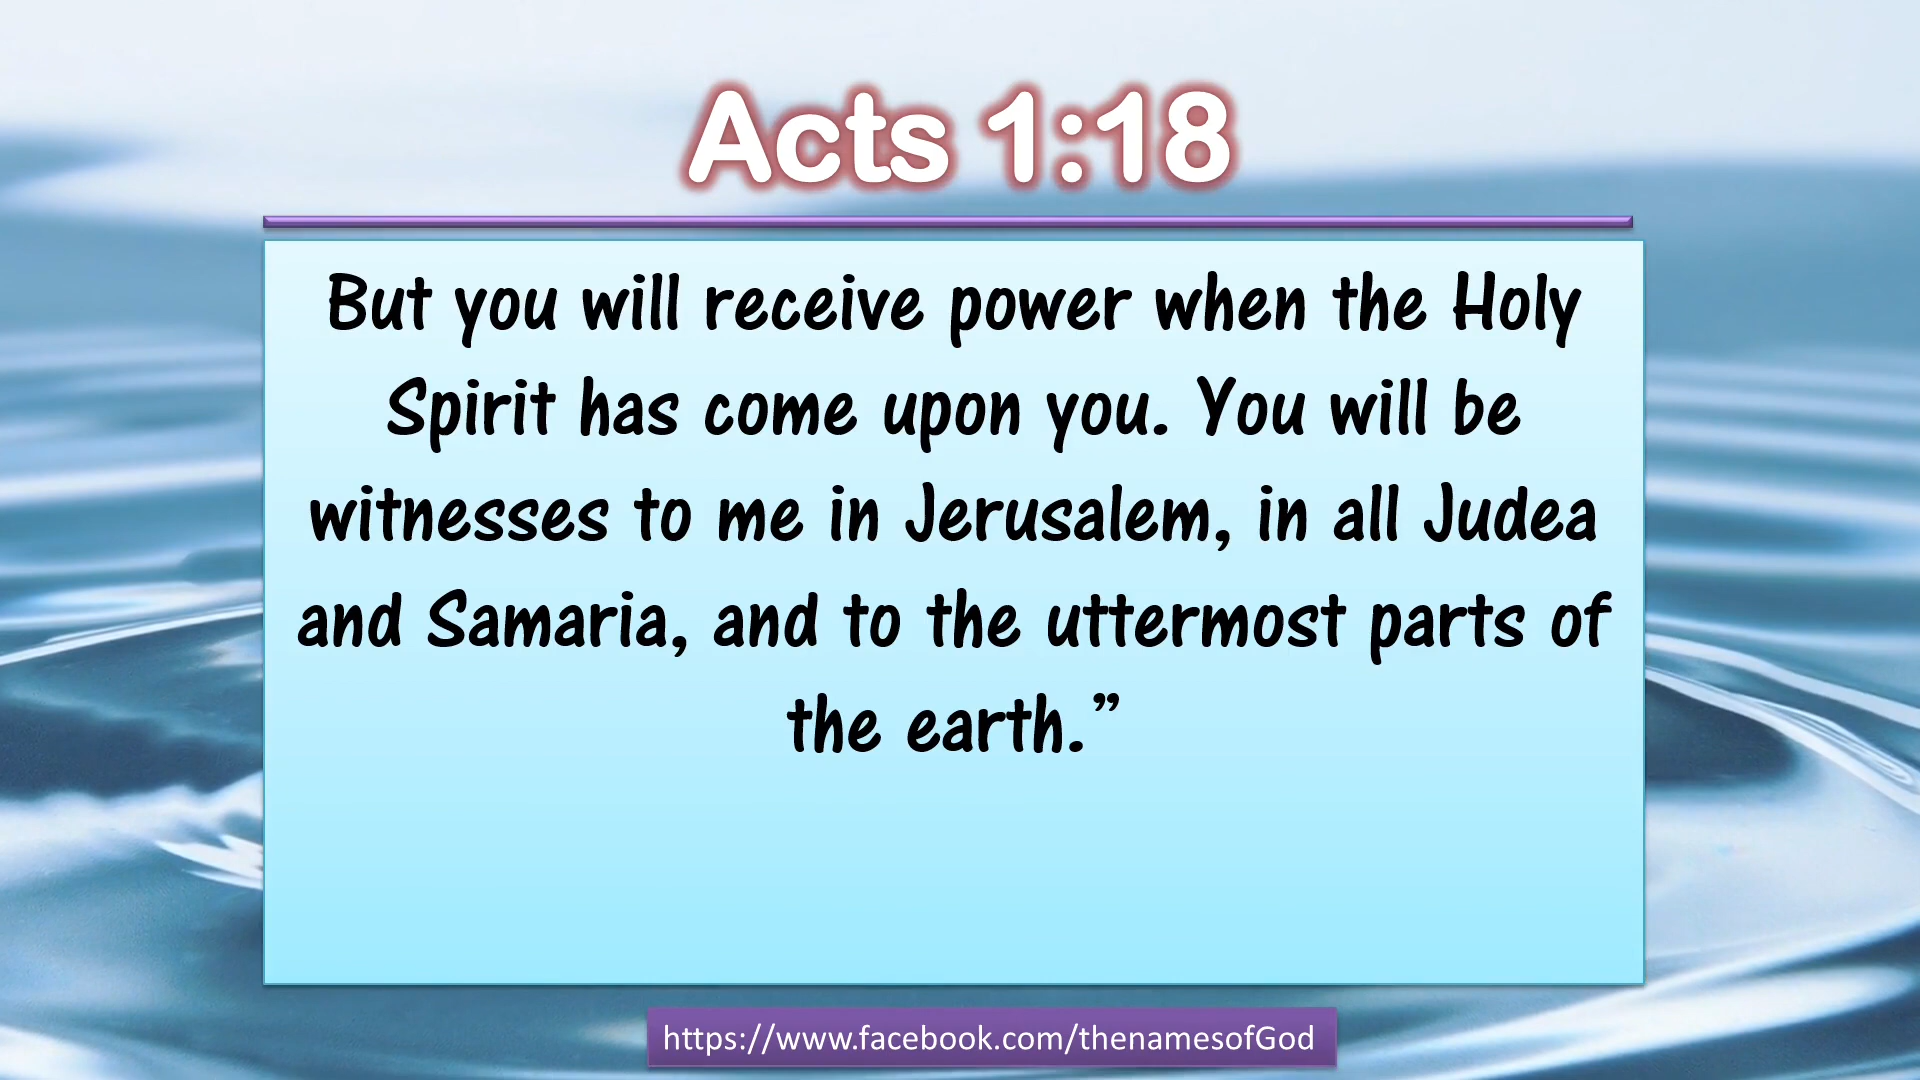 Acts 1:18
But you will receive power when the Holy
Spirit has come upon you. You will be
witnesses to me in Jerusalem, in all Judea
and Samaria, and to the uttermost parts of
the earth.”
https://www.facebook.com/thenamesofGod